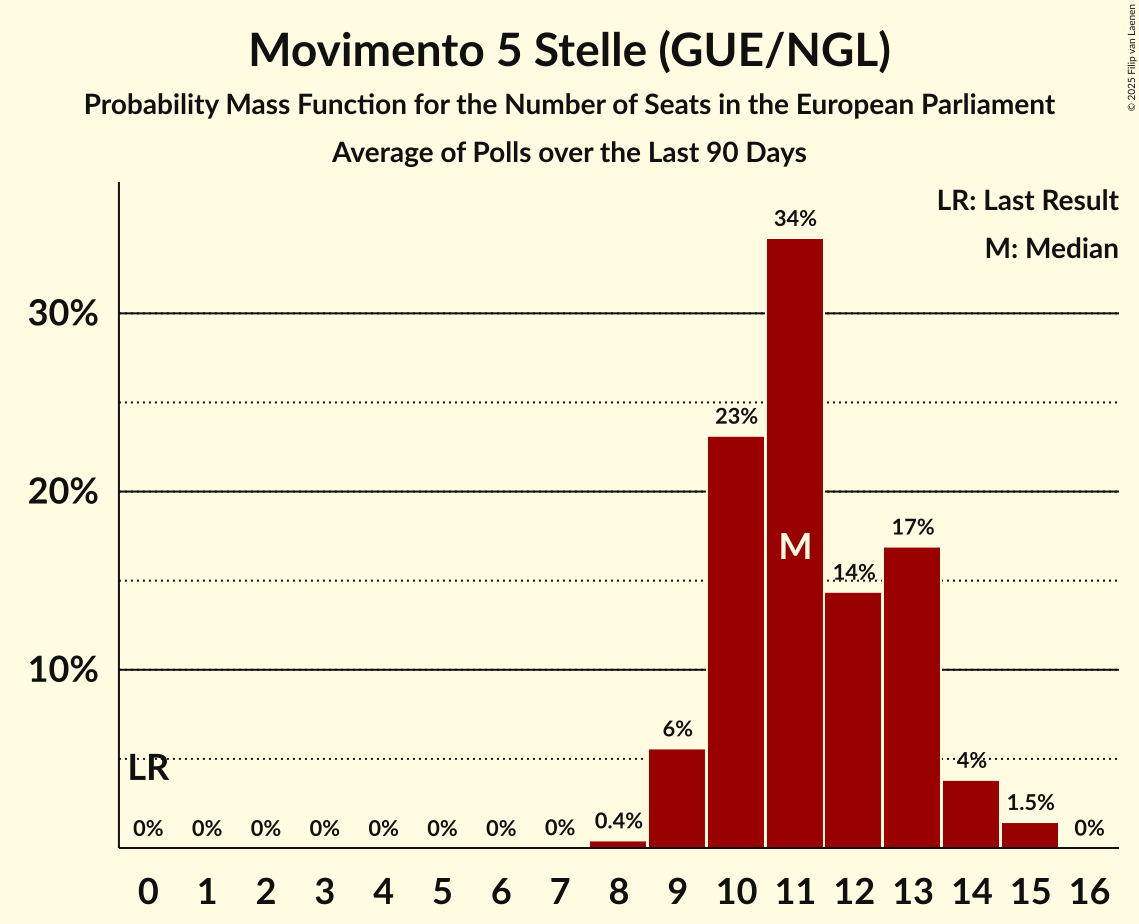 Movimento 5 Stelle (GUE/NGL)
Probability Mass Function for the Number of Seats in the European Parliament
Average of Polls over the Last 90 Days
© 2025 Filip van Laenen
LR: Last Result
M: Median
34%
30%
23%
20%
17%
M
14%
10%
6%
LR
4%
1.5%
0% 0% 0% 0% 0% 0% 0% 0% 0.4% 0%
0 1 2 3 4 5 6 7 8 9 10 11 12 13 14 15 16